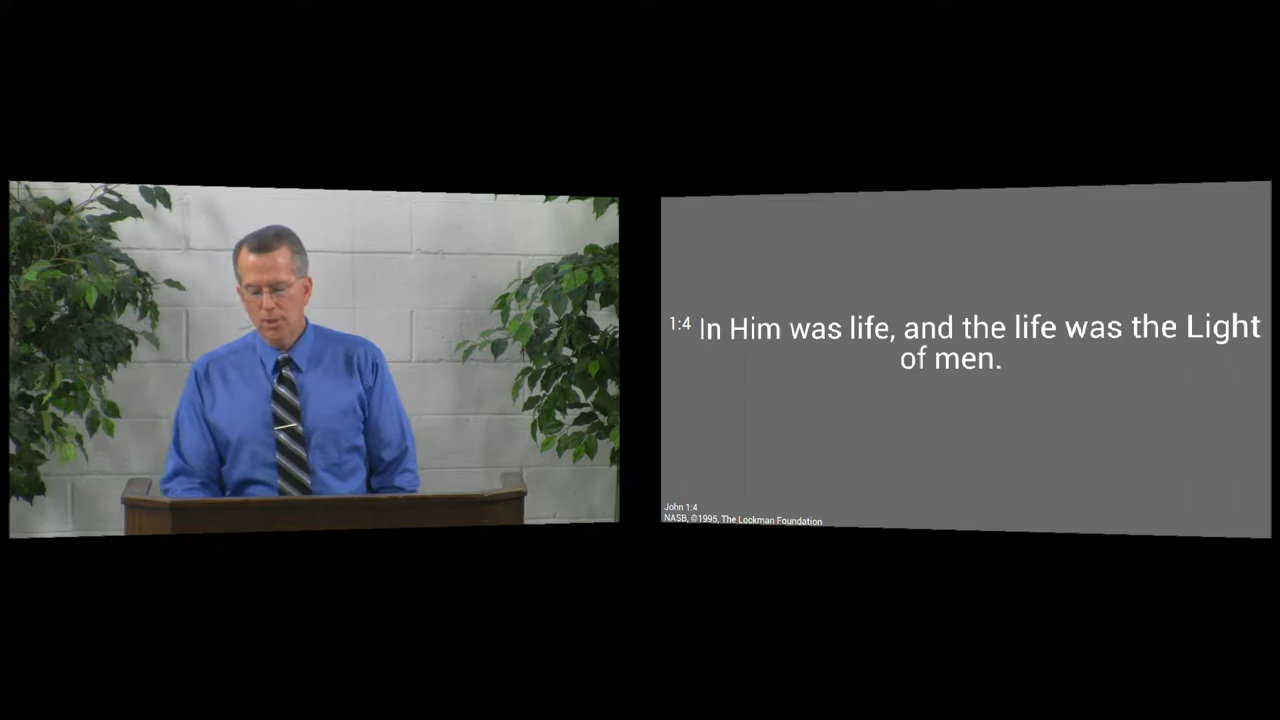 1:4 In Him was life, and the life was the Light
of men.
John 1:4
NASB, ©1995, The Lockman Foundation